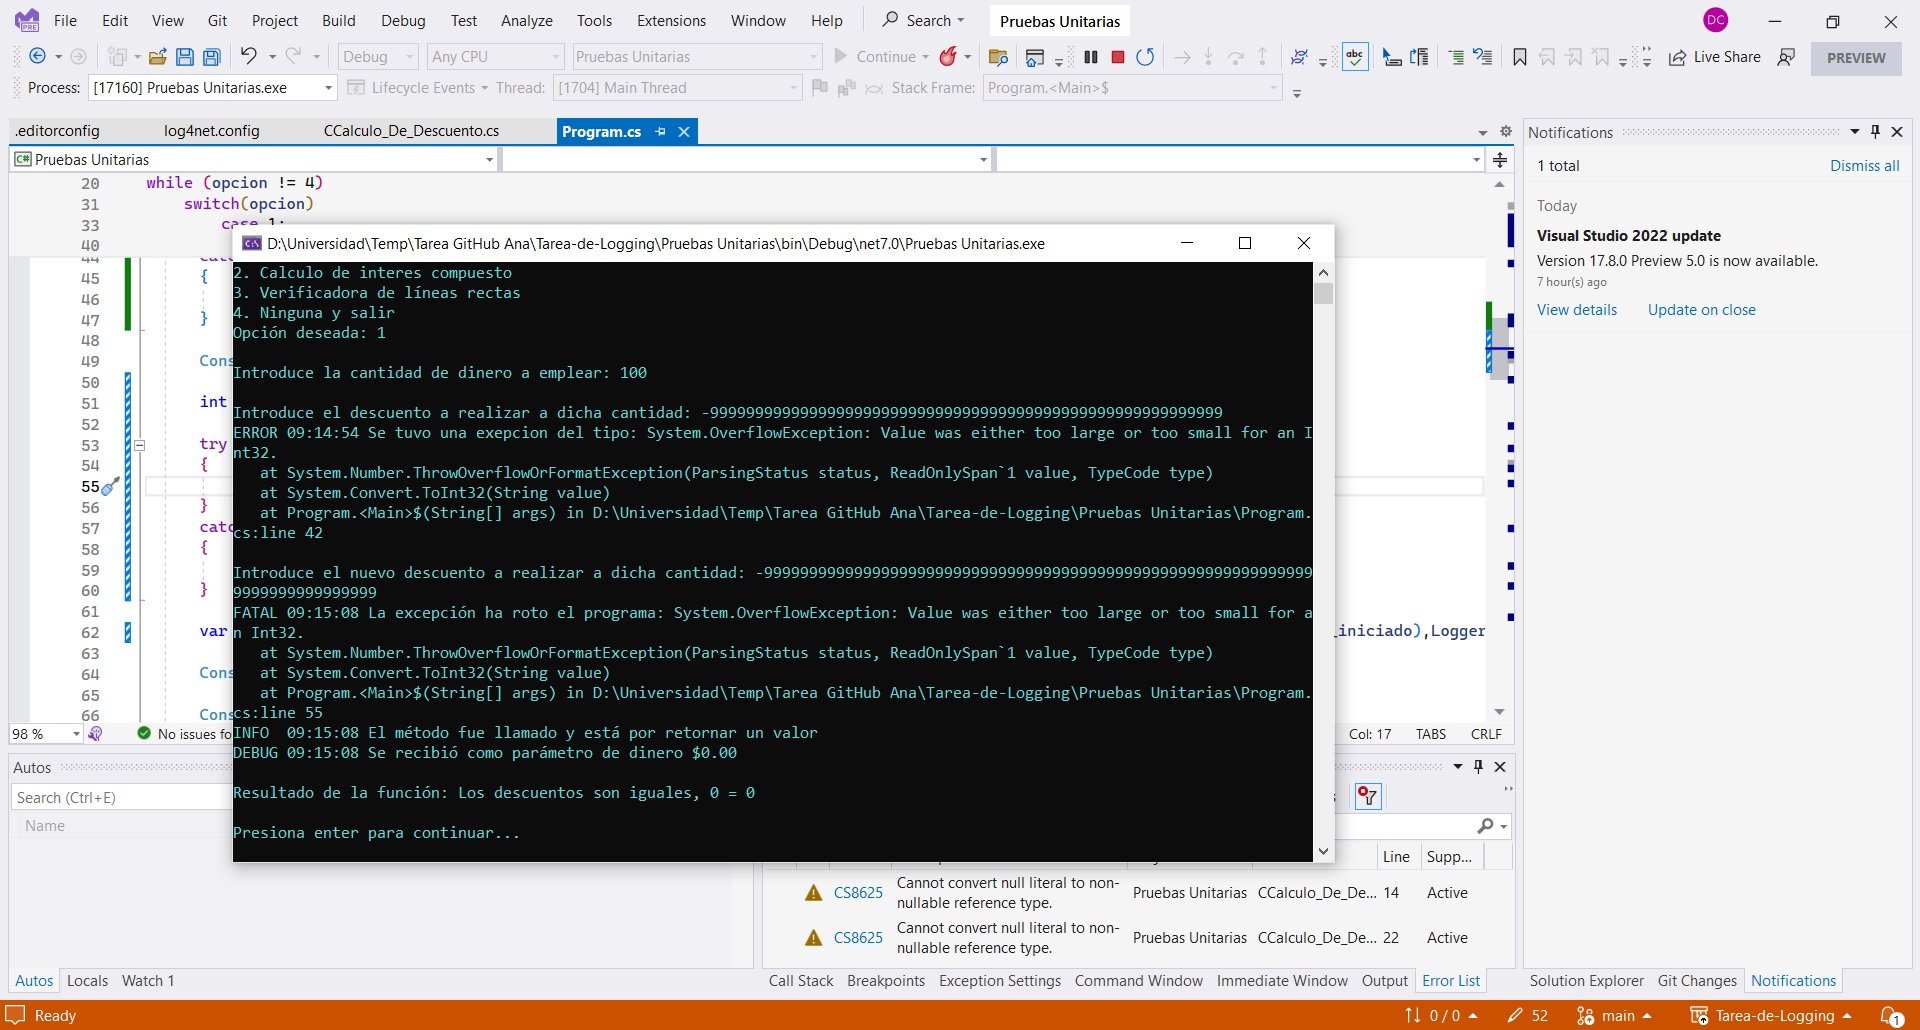 File Edit View Git Project Build Debug Test Analyze Tools Extensions Window Help Search Pruebas Unitarias DC
Debug Any CPU Pruebas Unitarias Continue abc Live Share PREVIEW
Process: [17160] Pruebas Unitarias.exe Lifecycle Events Thread: [1704] Main Thread Stack Frame: Program.<Main>$
.editorconfig log4net.config CCalculo_De_Descuento.cs Program.cs
C# Pruebas Unitarias
20 while (opcion != 4)
31 switch(opcion)
33 case 1:
40
44
45 {
46
47 }
48
49 Cons
50
51 int
52
53 try
54 {
55
56 }
57 catc
58 {
59
60 }
61
62 var _iniciado),Logger
63
64 Cons
65
66 Cons
98 % No issues fo Col: 17 TABS CRLF
D:\Universidad\Temp\Tarea GitHub Ana\Tarea-de-Logging\Pruebas Unitarias\bin\Debug\net7.0\Pruebas Unitarias.exe
2. Calculo de interes compuesto
3. Verificadora de líneas rectas
4. Ninguna y salir
Opción deseada: 1
Introduce la cantidad de dinero a emplear: 100
Introduce el descuento a realizar a dicha cantidad: -999999999999999999999999999999999999999999999999999999999
ERROR 09:14:54 Se tuvo una exepcion del tipo: System.OverflowException: Value was either too large or too small for an I
nt32.
at System.Number.ThrowOverflowOrFormatException(ParsingStatus status, ReadOnlySpan`1 value, TypeCode type)
at System.Convert.ToInt32(String value)
at Program.<Main>$(String[] args) in D:\Universidad\Temp\Tarea GitHub Ana\Tarea-de-Logging\Pruebas Unitarias\Program.
cs:line 42
Introduce el nuevo descuento a realizar a dicha cantidad: -9999999999999999999999999999999999999999999999999999999999999
9999999999999999
FATAL 09:15:08 La excepción ha roto el programa: System.OverflowException: Value was either too large or too small for a
n Int32.
at System.Number.ThrowOverflowOrFormatException(ParsingStatus status, ReadOnlySpan`1 value, TypeCode type)
at System.Convert.ToInt32(String value)
at Program.<Main>$(String[] args) in D:\Universidad\Temp\Tarea GitHub Ana\Tarea-de-Logging\Pruebas Unitarias\Program.
cs:line 55
INFO 09:15:08 El método fue llamado y está por retornar un valor
DEBUG 09:15:08 Se recibió como parámetro de dinero $0.00
Resultado de la función: Los descuentos son iguales, 0 = 0
Presiona enter para continuar...
Notifications
1 total Dismiss all
Today
Visual Studio 2022 update
Version 17.8.0 Preview 5.0 is now available.
7 hour(s) ago
View details Update on close
Autos
Search (Ctrl+E)
Name
Line Supp...
CS8625 Cannot convert null literal to non-nullable reference type. Pruebas Unitarias CCalculo_De_De... 14 Active
CS8625 Cannot convert null literal to non-nullable reference type. Pruebas Unitarias CCalculo_De_De... 22 Active
Autos Locals Watch 1
Call Stack Breakpoints Exception Settings Command Window Immediate Window Output Error List
Solution Explorer Git Changes Notifications
Ready 0 / 0 52 main Tarea-de-Logging 1